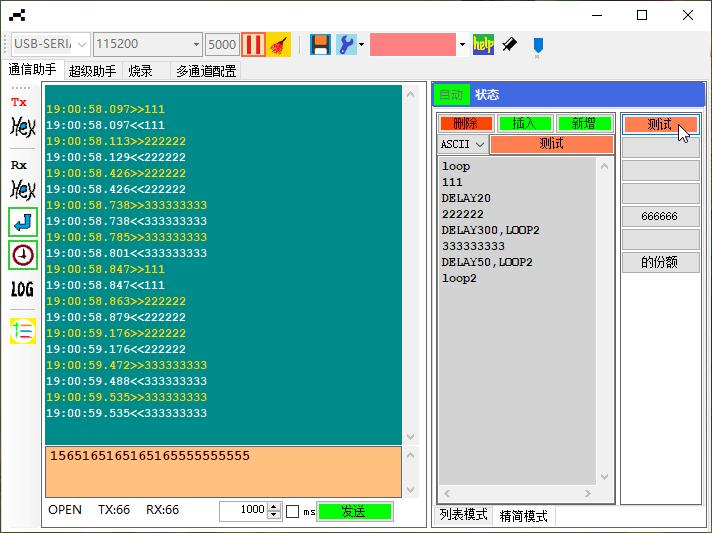 USB-SERIA
115200
5000
help
通信助手
超级助手
烧录
多通道配置
Tx
Hex
Rx
Hex
LOG
19:00:58.097>>111
19:00:58.097<<111
19:00:58.113>>222222
19:00:58.129<<222222
19:00:58.426>>222222
19:00:58.426<<222222
19:00:58.738>>333333333
19:00:58.738<<333333333
19:00:58.785>>333333333
19:00:58.801<<333333333
19:00:58.847>>111
19:00:58.847<<111
19:00:58.863>>222222
19:00:58.879<<222222
19:00:59.176>>222222
19:00:59.176<<222222
19:00:59.472>>333333333
19:00:59.488<<333333333
19:00:59.535>>333333333
19:00:59.535<<333333333
1565165165165165555555555
OPEN
TX:66
RX:66
1000
ms
发送
自动
状态
删除
插入
新增
ASCII
测试
loop
111
DELAY20
222222
DELAY300,LOOP2
333333333
DELAY50,LOOP2
loop2
测试
666666
的份额
列表模式
精简模式